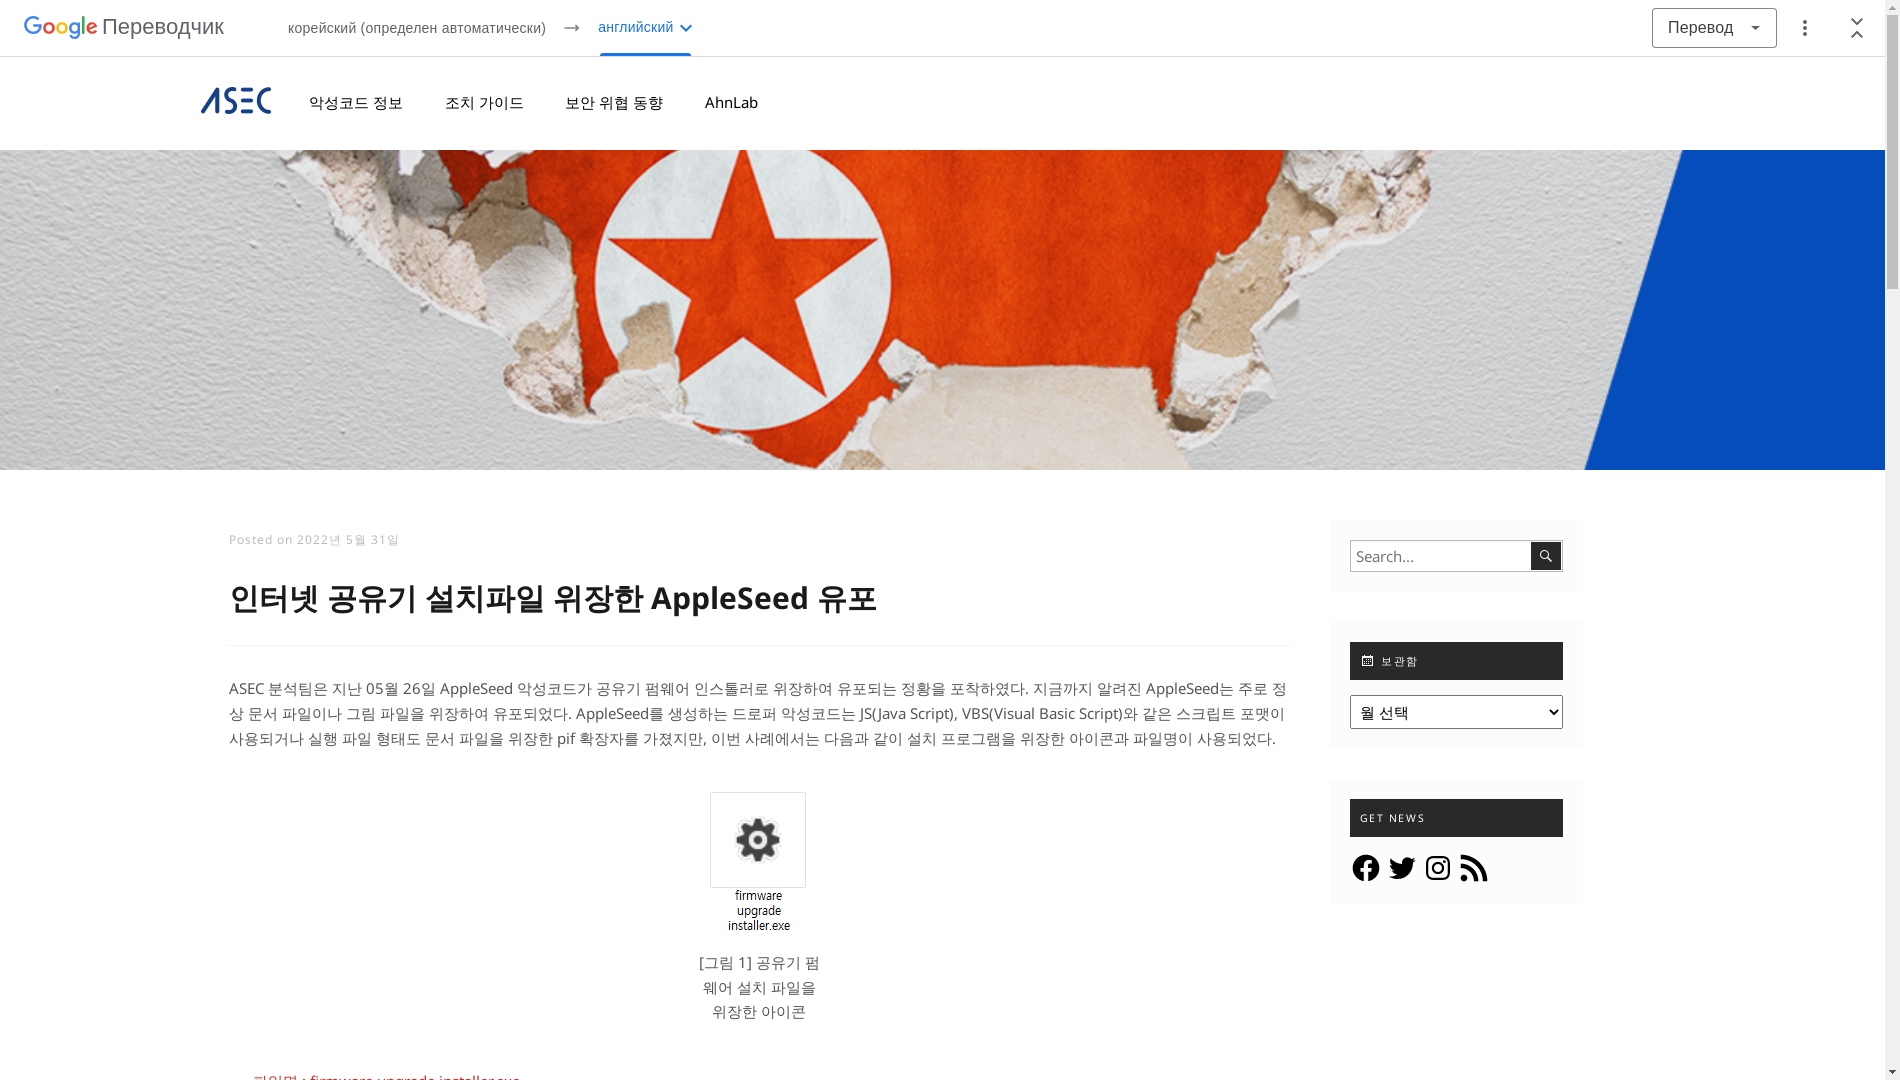 Google Переводчик
корейский (определен автоматически) → английский
Перевод
ASEC
악성코드 정보
조치 가이드
보안 위협 동향
AhnLab
Posted on 2022년 5월 31일
인터넷 공유기 설치파일 위장한 AppleSeed 유포
ASEC 분석팀은 지난 05월 26일 AppleSeed 악성코드가 공유기 펌웨어 인스톨러로 위장하여 유포되는 정황을 포착하였다. 지금까지 알려진 AppleSeed는 주로 정
상 문서 파일이나 그림 파일을 위장하여 유포되었다. AppleSeed를 생성하는 드로퍼 악성코드는 JS(Java Script), VBS(Visual Basic Script)와 같은 스크립트 포맷이
사용되거나 실행 파일 형태도 문서 파일을 위장한 pif 확장자를 가졌지만, 이번 사례에서는 다음과 같이 설치 프로그램을 위장한 아이콘과 파일명이 사용되었다.
firmware
upgrade
installer.exe
[그림 1] 공유기 펌
웨어 설치 파일을
위장한 아이콘
파일명 : firmware upgrade installer.exe
Search...
보관함
월 선택
GET NEWS